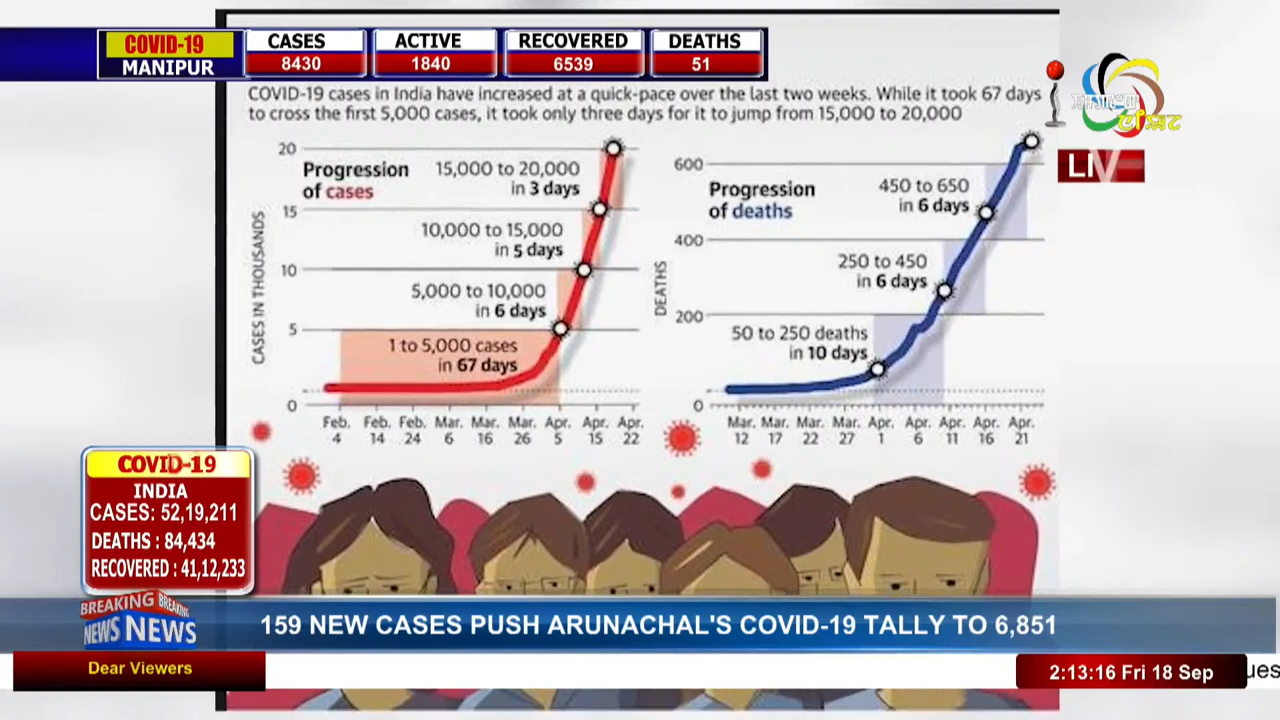 COVID-19
MANIPUR
CASES
8430
ACTIVE
1840
RECOVERED
6539
DEATHS
51
COVID-19 cases in India have increased at a quick-pace over the last two weeks. While it took 67 days
to cross the first 5,000 cases, it took only three days for it to jump from 15,000 to 20,000
LIV
Progression
of cases
CASES IN THOUSANDS
20
15
10
5
0
15,000 to 20,000
in 3 days
10,000 to 15,000
in 5 days
5,000 to 10,000
in 6 days
1 to 5,000 cases
in 67 days
Feb. Feb. Feb. Mar. Mar. Mar. Apr. Apr. Apr.
4 14 24 6 16 26 5 15 22
Progression
of deaths
DEATHS
600
400
200
0
450 to 650
in 6 days
250 to 450
in 6 days
50 to 250 deaths
in 10 days
Mar. Mar. Mar. Mar. Apr. Apr. Apr. Apr. Apr.
12 17 22 27 1 6 11 16 21
COVID-19
INDIA
CASES: 52,19,211
DEATHS : 84,434
RECOVERED : 41,12,233
BREAKING BREAKING
NEWS NEWS
159 NEW CASES PUSH ARUNACHAL'S COVID-19 TALLY TO 6,851
Dear Viewers
2:13:16 Fri 18 Sep
ues